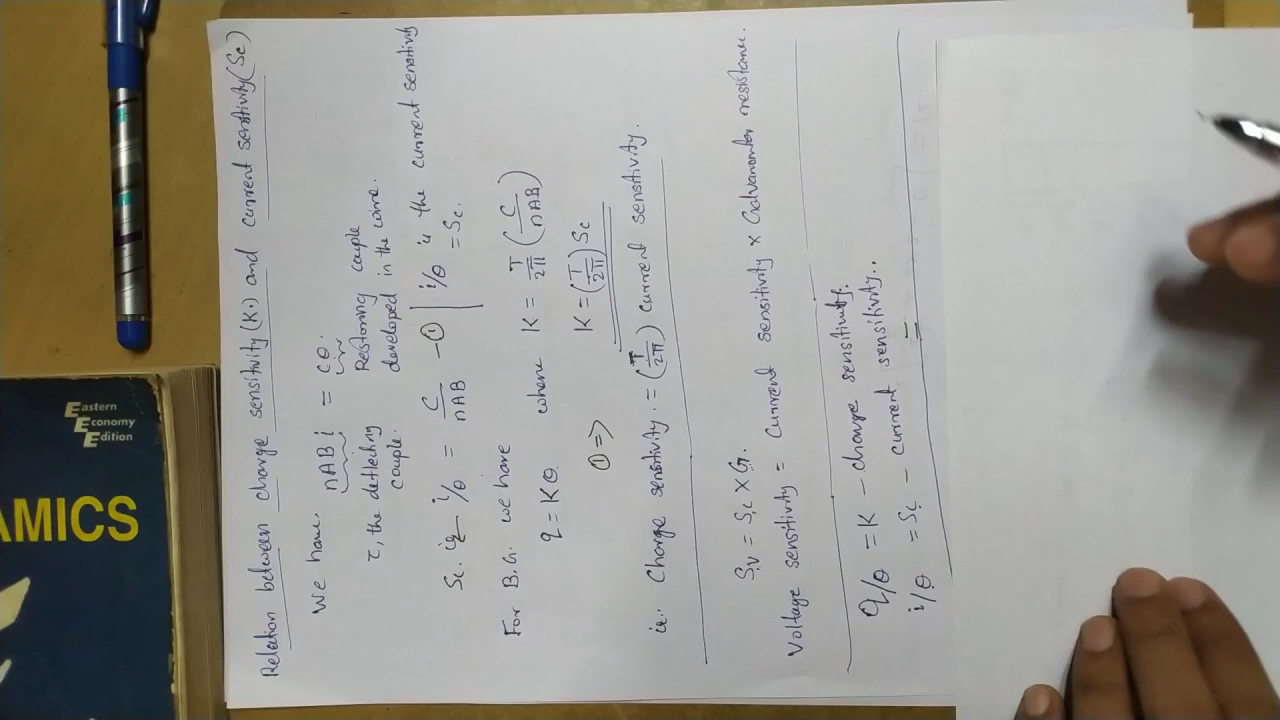 Relation between charge sensitivity (K.) and current sensitivity (Sc)
We have. nABi = cθ.
τ, the deflecting couple.
Restoring couple developed in the wire.
Sc. ie i/θ = C/nAB -① | i/θ is the current sensitivity = Sc.
For B.G. we have
q = Kθ where K = T/2π (C/nAB)
①=> K = (T/2π) Sc
ie.. Charge sensitivity. = (T/2π) current sensitivity.
S.V = S.c X G.
Voltage sensitivity = current sensitivity x Galvanometer resistance.
q/θ = K - charge sensitivity.
i/θ = Sc - current sensitivity..
Eastern
Economy
Edition
AMICS